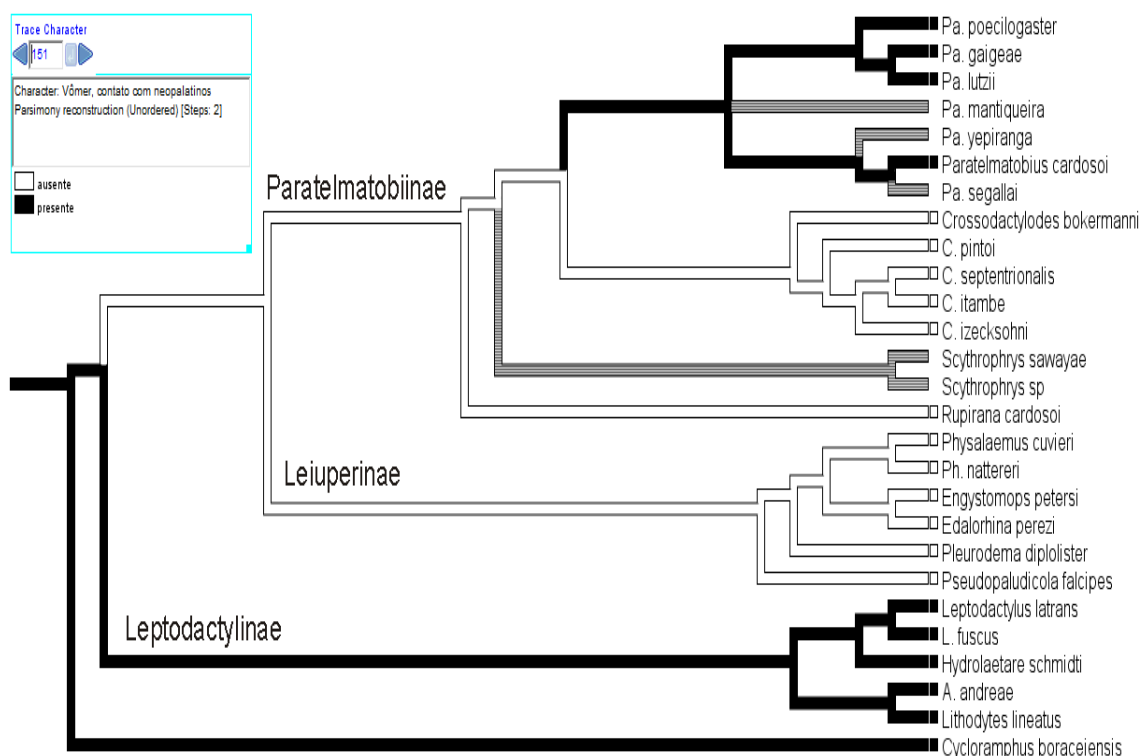 Trace Character
151
Character: Vômer, contato com neopalatinos
Parsimony reconstruction (Unordered) [Steps: 2]
ausente
presente
Paratelmatobiinae
Leiuperinae
Leptodactylinae
Pa. poecilogaster
Pa. gaigeae
Pa. lutzii
Pa. mantiqueira
Pa. yepiranga
Paratelmatobius cardosoi
Pa. segallai
Crossodactylodes bokermanni
C. pintoi
C. septentrionalis
C. itambe
C. izecksohni
Scythrophrys sawayae
Scythrophrys sp
Rupirana cardosoi
Physalaemus cuvieri
Ph. nattereri
Engystomops petersi
Edalorhina perezi
Pleurodema diplolister
Pseudopaludicola falcipes
Leptodactylus latrans
L. fuscus
Hydrolaetare schmidti
A. andreae
Lithodytes lineatus
Cycloramphus boraceiensis